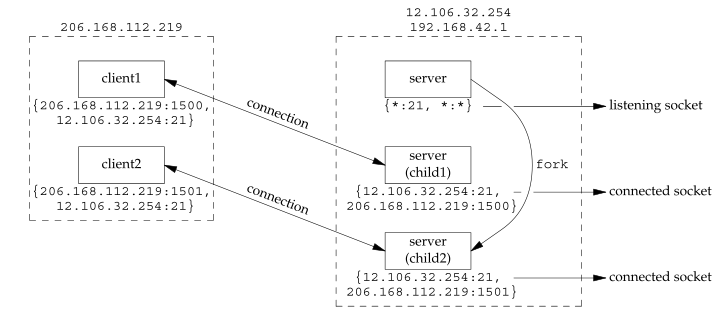 206.168.112.219
client1
{206.168.112.219:1500,
12.106.32.254:21}
client2
{206.168.112.219:1501,
12.106.32.254:21}
connection
connection
12.106.32.254
192.168.42.1
server
{*:21, *:*}
listening socket
fork
server
(child1)
{12.106.32.254:21,
206.168.112.219:1500}
connected socket
server
(child2)
{12.106.32.254:21,
206.168.112.219:1501}
connected socket